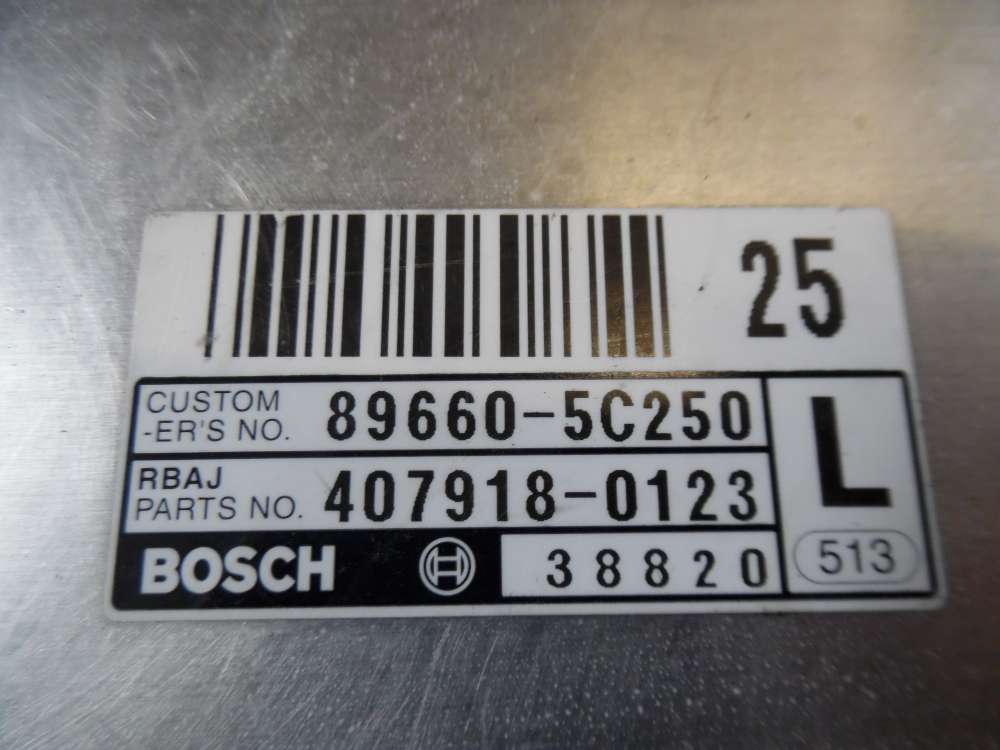 25
CUSTOM
-ER'S NO. 89660-5C250
L
RBAJ
PARTS NO. 407918-0123
BOSCH 38820
513